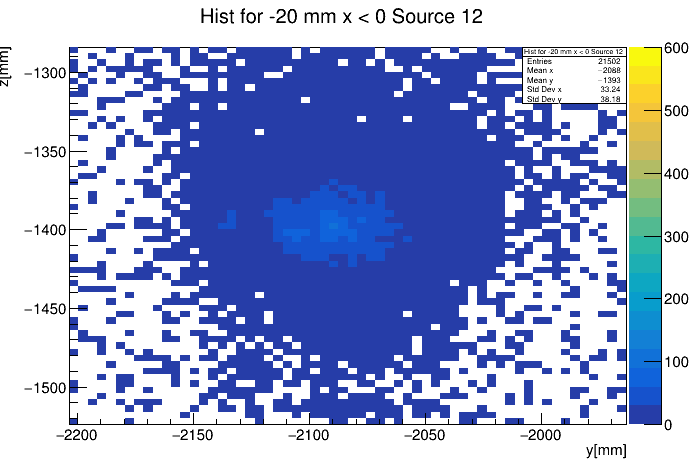 Hist for -20 mm x < 0 Source 12
z[mm]
Hist for -20 mm x < 0 Source 12
Entries 21502
Mean x −2088
Mean y −1393
Std Dev x 33.24
Std Dev y 38.18
−1300
−1350
−1400
−1450
−1500
600
500
400
300
200
100
0
−2200 −2150 −2100 −2050 −2000
y[mm]